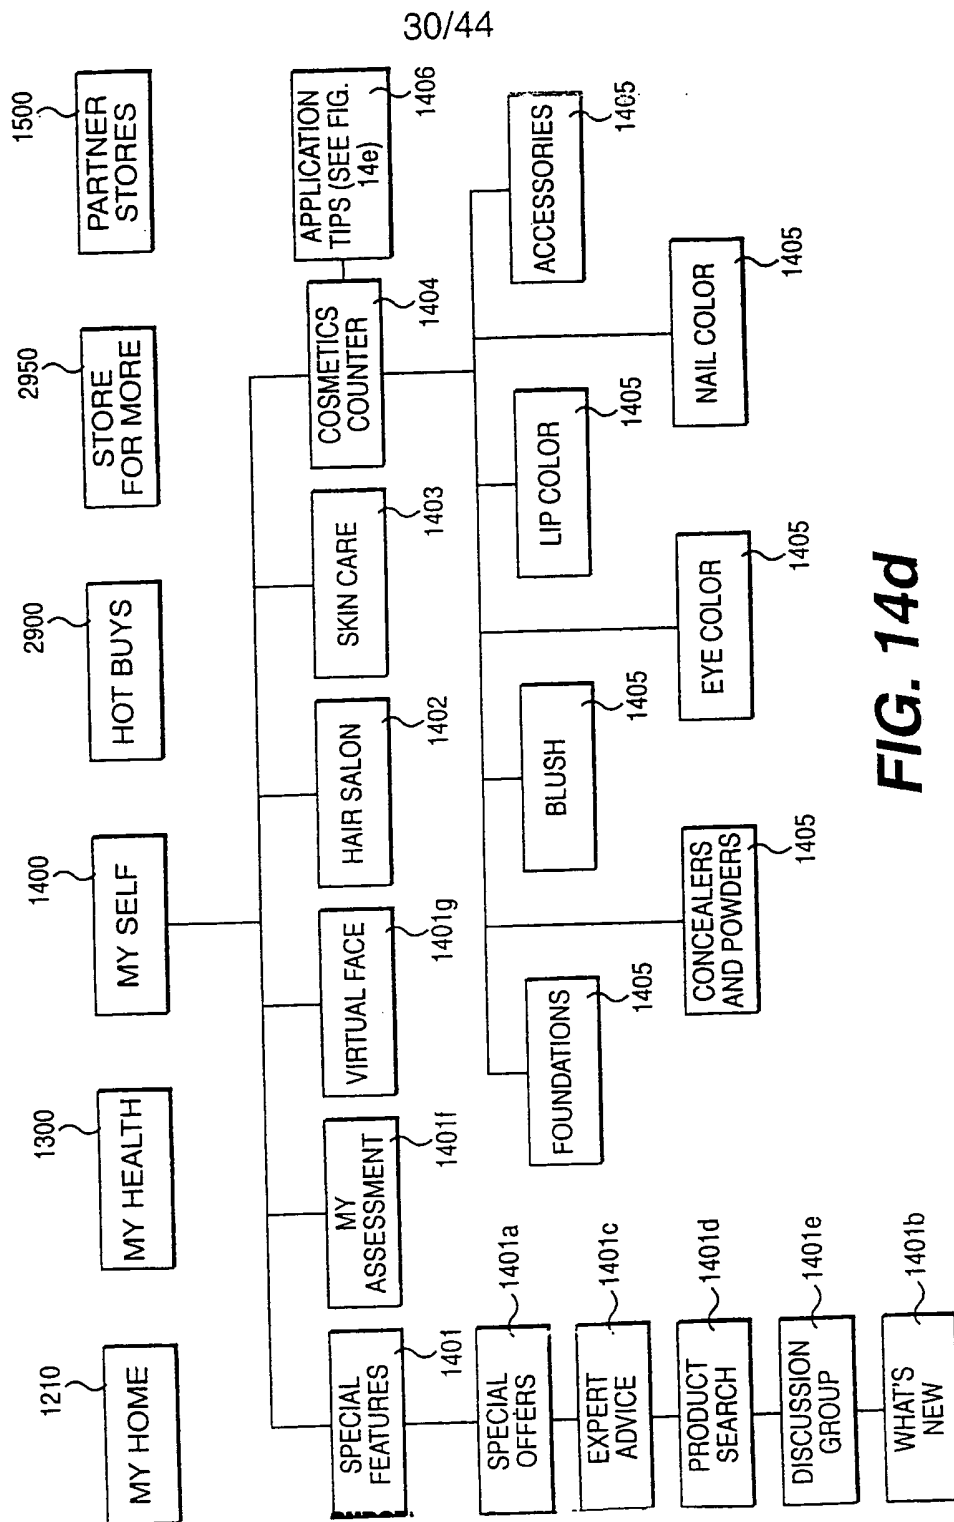 30/44
1210
MY HOME
1300
MY HEALTH
1400
MY SELF
2900
HOT BUYS
2950
STORE
FOR MORE
1500
PARTNER
STORES
SPECIAL
FEATURES
1401
MY
ASSESSMENT
1401f
VIRTUAL FACE
1401g
HAIR SALON
1402
SKIN CARE
1403
COSMETICS
COUNTER
1404
APPLICATION
TIPS (SEE FIG.
14e)
1406
SPECIAL
OFFERS
1401a
EXPERT
ADVICE
1401c
PRODUCT
SEARCH
1401d
DISCUSSION
GROUP
1401e
WHAT'S
NEW
1401b
FOUNDATIONS
1405
BLUSH
1405
LIP COLOR
1405
ACCESSORIES
1405
CONCEALERS
AND POWDERS
1405
EYE COLOR
1405
NAIL COLOR
1405
FIG. 14d